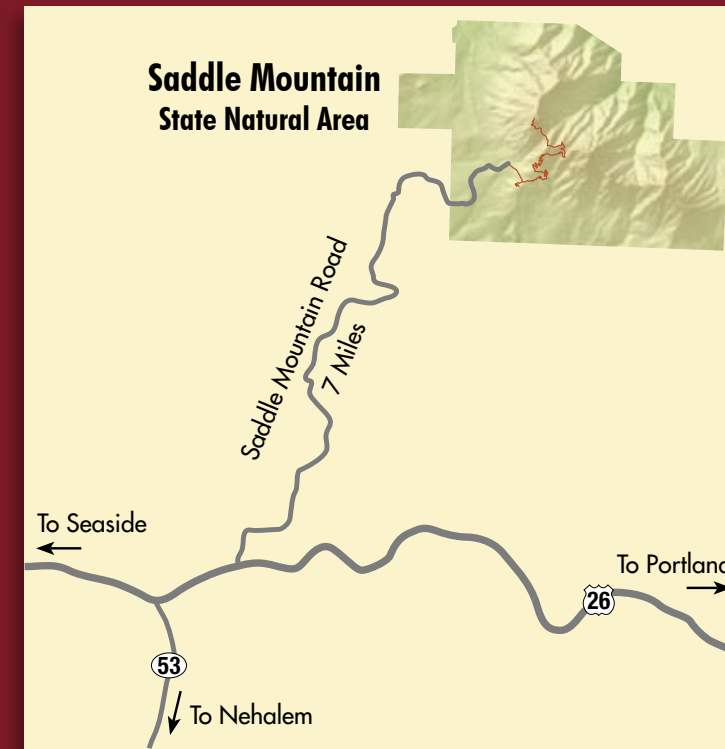 Saddle Mountain
State Natural Area
Saddle Mountain Road
7 Miles
To Seaside
To Portland
26
53
To Nehalem